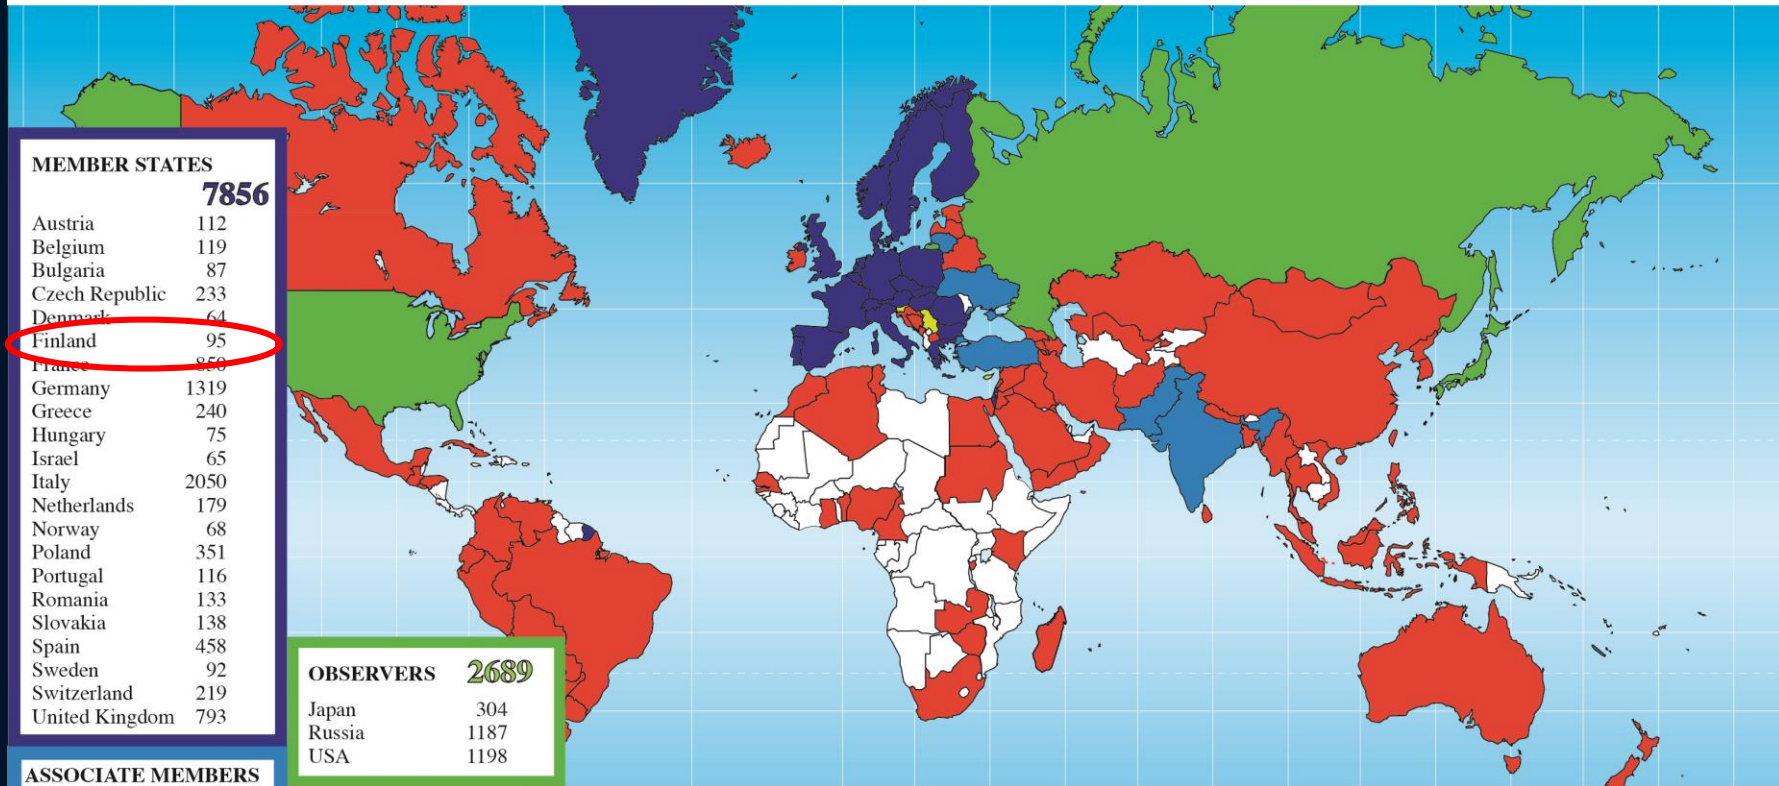 MEMBER STATES
7856
Austria 112
Belgium 119
Bulgaria 87
Czech Republic 233
Denmark 64
Finland 95
France 850
Germany 1319
Greece 240
Hungary 75
Israel 65
Italy 2050
Netherlands 179
Norway 68
Poland 351
Portugal 116
Romania 133
Slovakia 138
Spain 458
Sweden 92
Switzerland 219
United Kingdom 793
ASSOCIATE MEMBERS
OBSERVERS 2689
Japan 304
Russia 1187
USA 1198